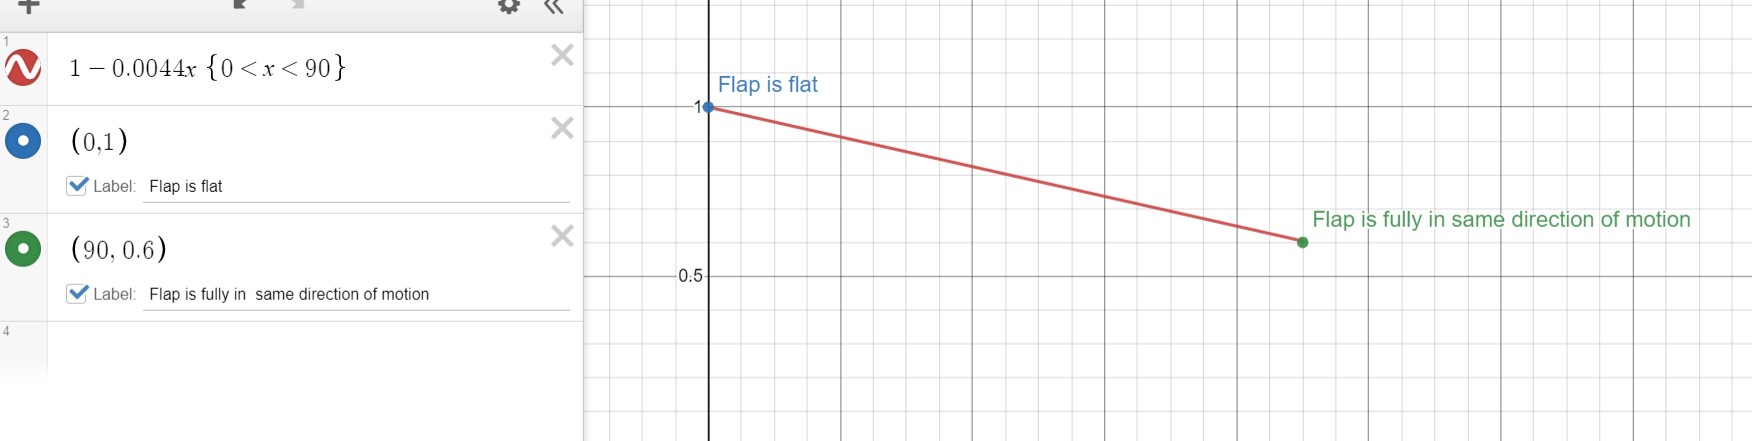 1
1 − 0.0044x {0 < x < 90}
2
(0,1)
Label: Flap is flat
3
(90, 0.6)
Label: Flap is fully in  same direction of motion
4
Flap is flat
1
Flap is fully in same direction of motion
0.5